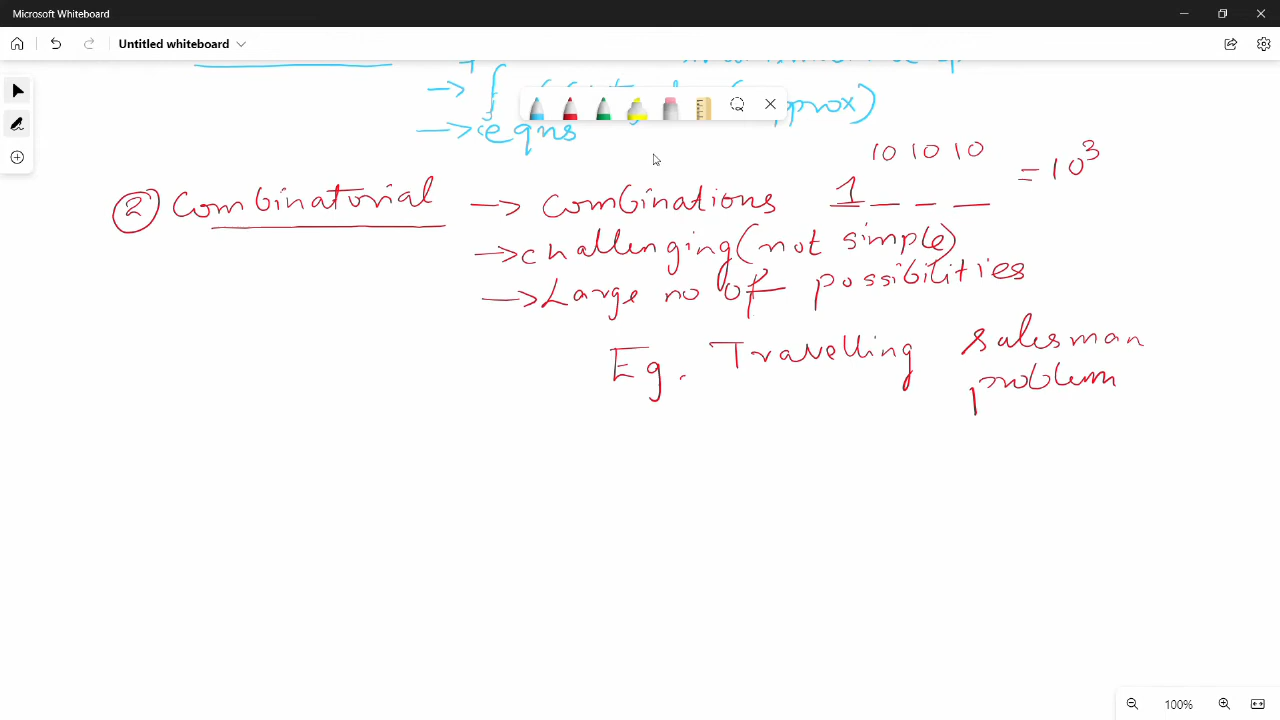 Microsoft Whiteboard
Untitled whiteboard
→ ∫ approx)
→ eqns
10 10 10
② Combinatorial → combinations 1 _ _ _ = 10³
→ challenging (not simple)
→ Large no of possibilities
Eg. Travelling salesman
problem
100%